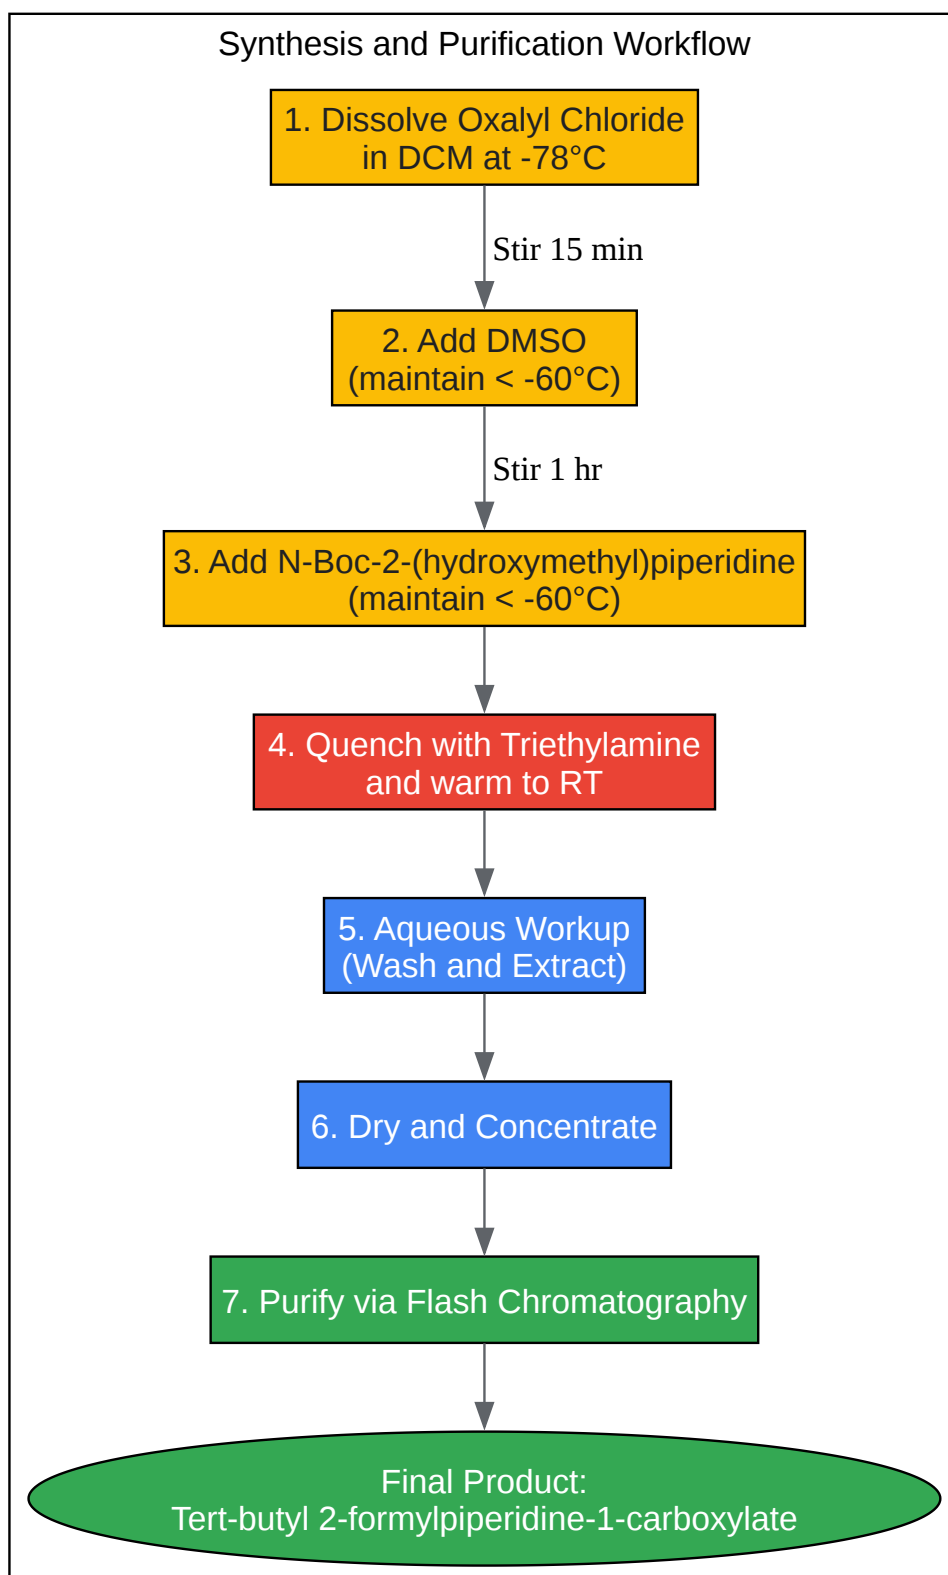 Synthesis and Purification Workflow
1. Dissolve Oxalyl Chloride
in DCM at -78°C
Stir 15 min
2. Add DMSO
(maintain < -60°C)
Stir 1 hr
3. Add N-Boc-2-(hydroxymethyl)piperidine
(maintain < -60°C)
4. Quench with Triethylamine
and warm to RT
5. Aqueous Workup
(Wash and Extract)
6. Dry and Concentrate
7. Purify via Flash Chromatography
Final Product:
Tert-butyl 2-formylpiperidine-1-carboxylate